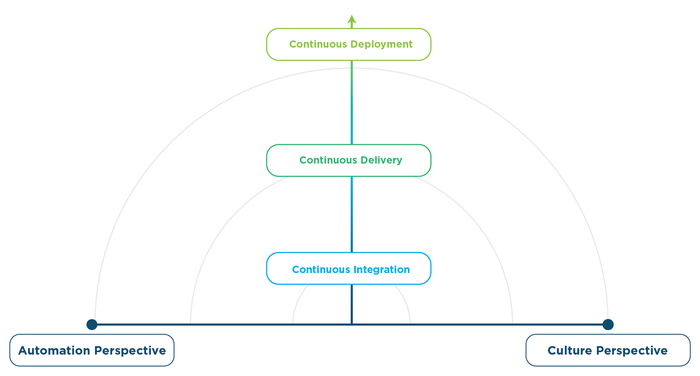 Continuous Deployment
Continuous Delivery
Continuous Integration
Automation Perspective
Culture Perspective